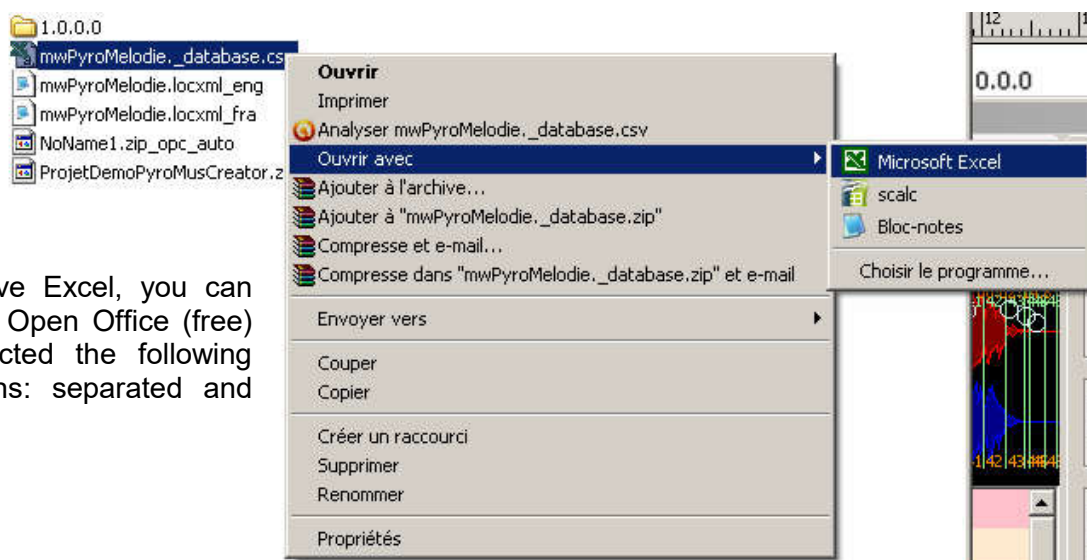 1.0.0.0
mwPyroMelodie._database.cs
mwPyroMelodie.locxml_eng
mwPyroMelodie.locxml_fra
NoName1.zip_opc_auto
ProjetDemoPyroMusCreator.z
Ouvrir
Imprimer
Analyser mwPyroMelodie._database.csv
Ouvrir avec
Ajouter à l'archive...
Ajouter à "mwPyroMelodie._database.zip"
Compresse et e-mail...
Compresse dans "mwPyroMelodie._database.zip" et e-mail
Envoyer vers
Couper
Copier
Créer un raccourci
Supprimer
Renommer
Propriétés
Microsoft Excel
scalc
Bloc-notes
Choisir le programme...
ve Excel, you can
Open Office (free)
cted the following
ns: separated and
12
0.0.0
42 43